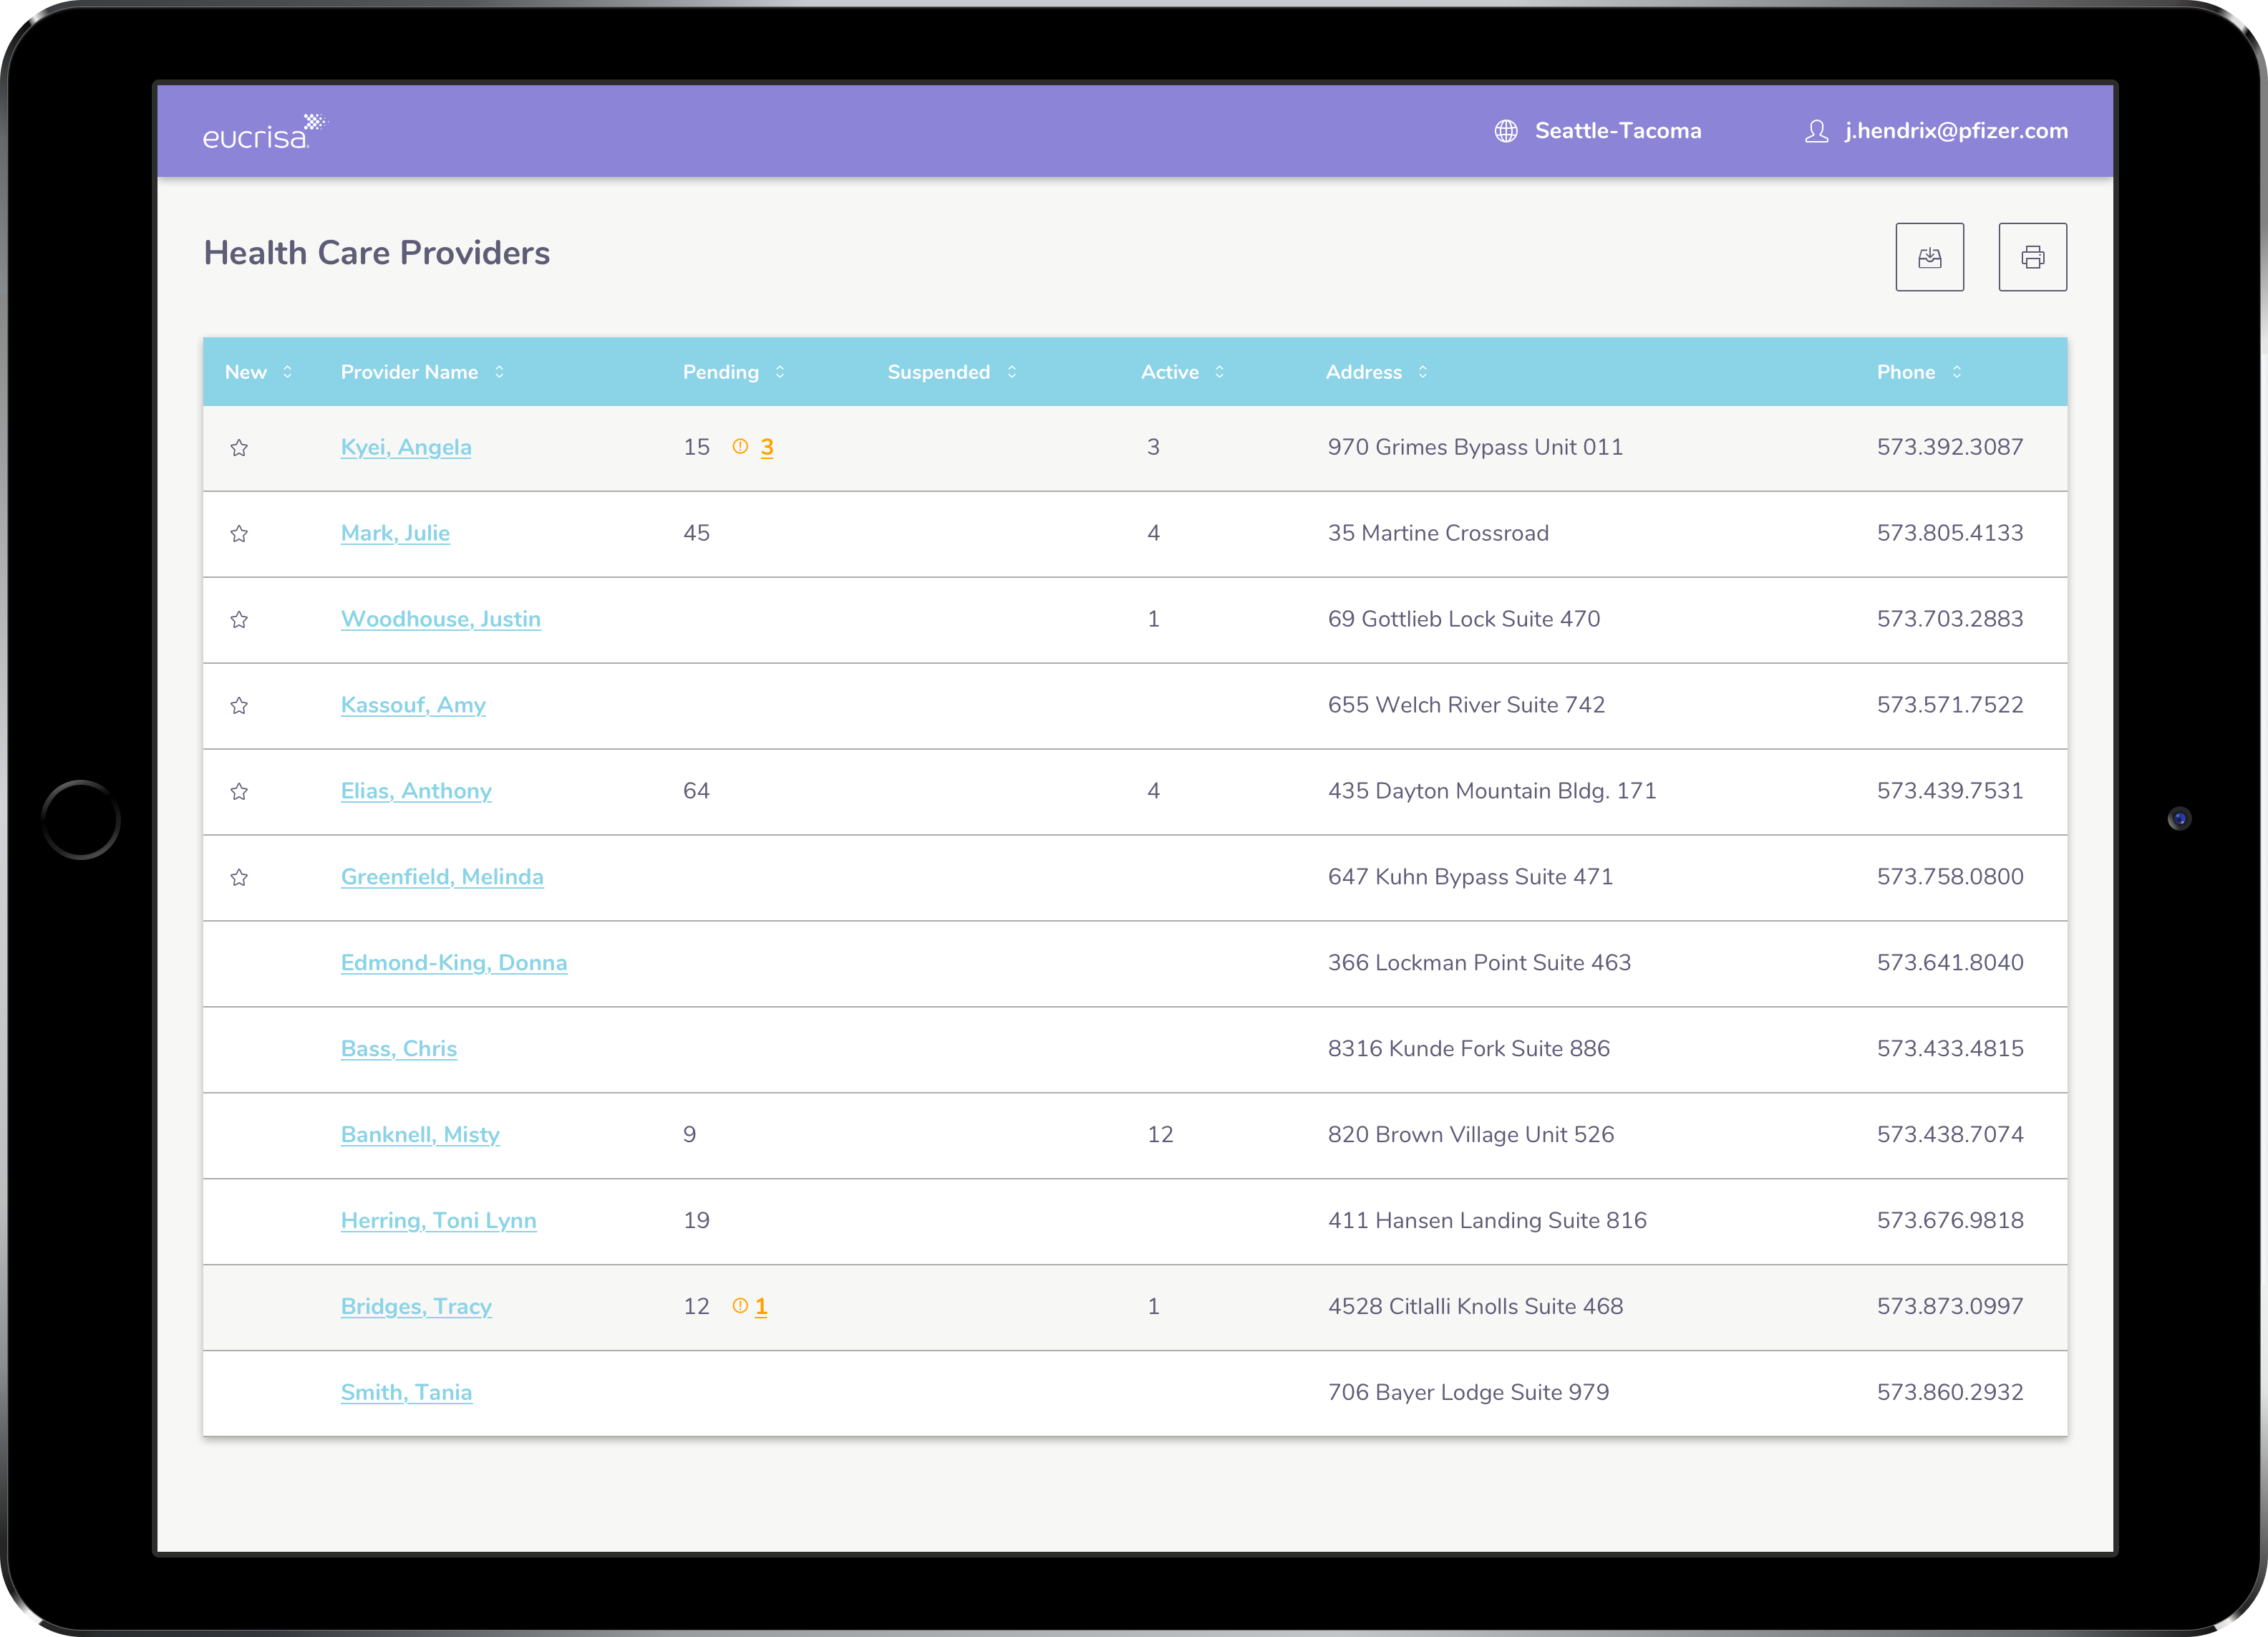 eucrisa
Seattle-Tacoma j.hendrix@pfizer.com
Health Care Providers
New Provider Name Pending Suspended Active Address Phone
Kyei, Angela 15 3 3 970 Grimes Bypass Unit 011 573.392.3087
Mark, Julie 45 4 35 Martine Crossroad 573.805.4133
Woodhouse, Justin 1 69 Gottlieb Lock Suite 470 573.703.2883
Kassouf, Amy 655 Welch River Suite 742 573.571.7522
Elias, Anthony 64 4 435 Dayton Mountain Bldg. 171 573.439.7531
Greenfield, Melinda 647 Kuhn Bypass Suite 471 573.758.0800
Edmond-King, Donna 366 Lockman Point Suite 463 573.641.8040
Bass, Chris 8316 Kunde Fork Suite 886 573.433.4815
Banknell, Misty 9 12 820 Brown Village Unit 526 573.438.7074
Herring, Toni Lynn 19 411 Hansen Landing Suite 816 573.676.9818
Bridges, Tracy 12 1 1 4528 Citlalli Knolls Suite 468 573.873.0997
Smith, Tania 706 Bayer Lodge Suite 979 573.860.2932